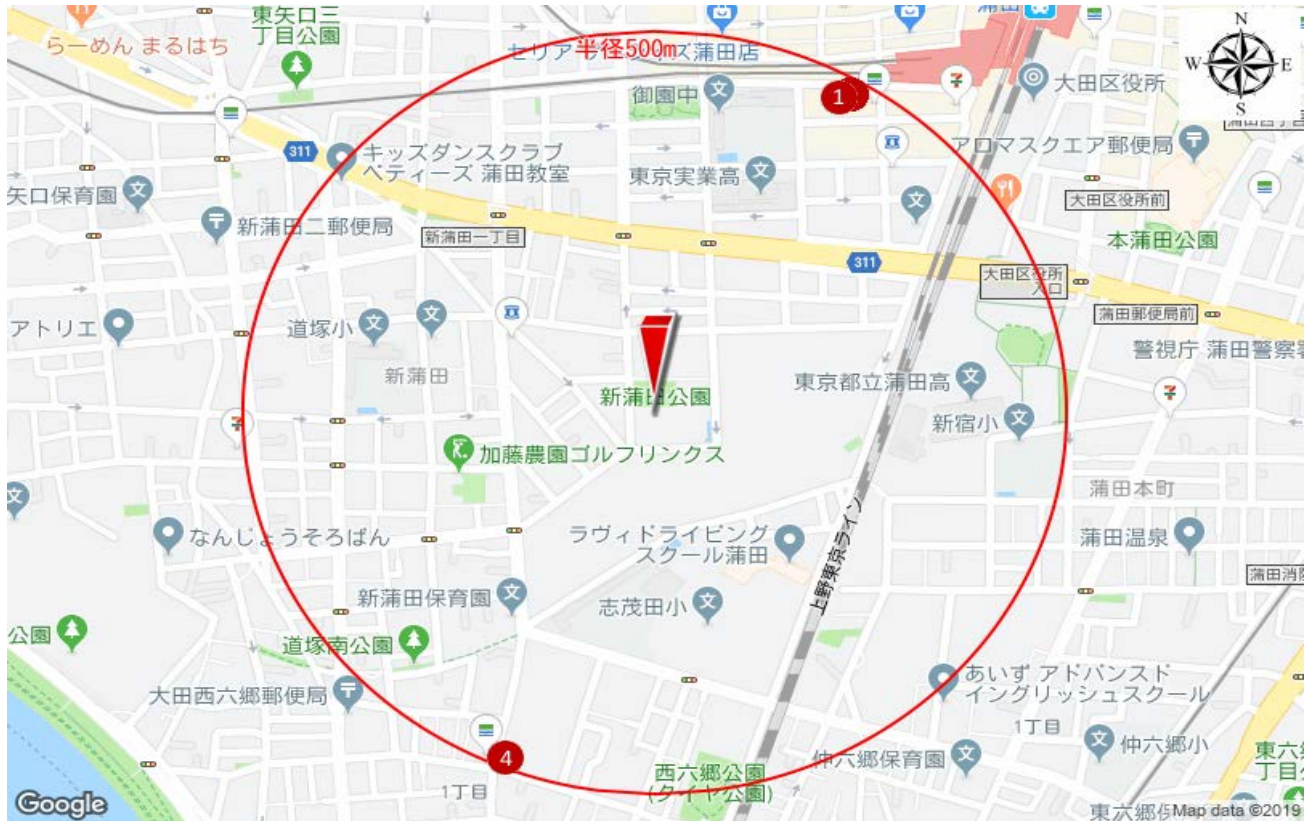 東矢口三
丁目公園
らーめん まるはち
半径500m
ズ蒲田店
N
W
E
S
御園中
1
大田区役所
アロマスクエア郵便局
311
キッズダンスクラブ
ベティーズ 蒲田教室
東京実業高
矢口保育園
大田区役所前
新蒲田二郵便局
新蒲田一丁目
本蒲田公園
311
大田区役所
入口
蒲田郵便局前
アトリエ
道塚小
警視庁 蒲田警察署
新蒲田
東京都立蒲田高
新蒲田公園
新宿小
加藤農園ゴルフリンクス
蒲田本町
なんじょうそろばん
ラヴィドライビング
スクール蒲田
蒲田温泉
上野東京ライン
新蒲田保育園
志茂田小
公園
道塚南公園
大田西六郷郵便局
あいず アドバンスド
イングリッシュスクール
1丁目
仲六郷小
4
仲六郷保育園
西六郷公園
(タイヤ公園)
1丁目
Google
Map data ©2019